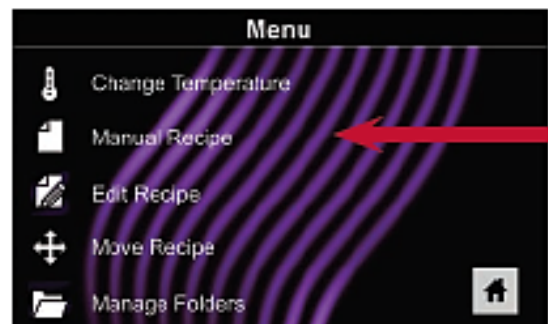 Menu
Change Temperature
Manual Recipe
Edit Recipe
Move Recipe
Manage Folders